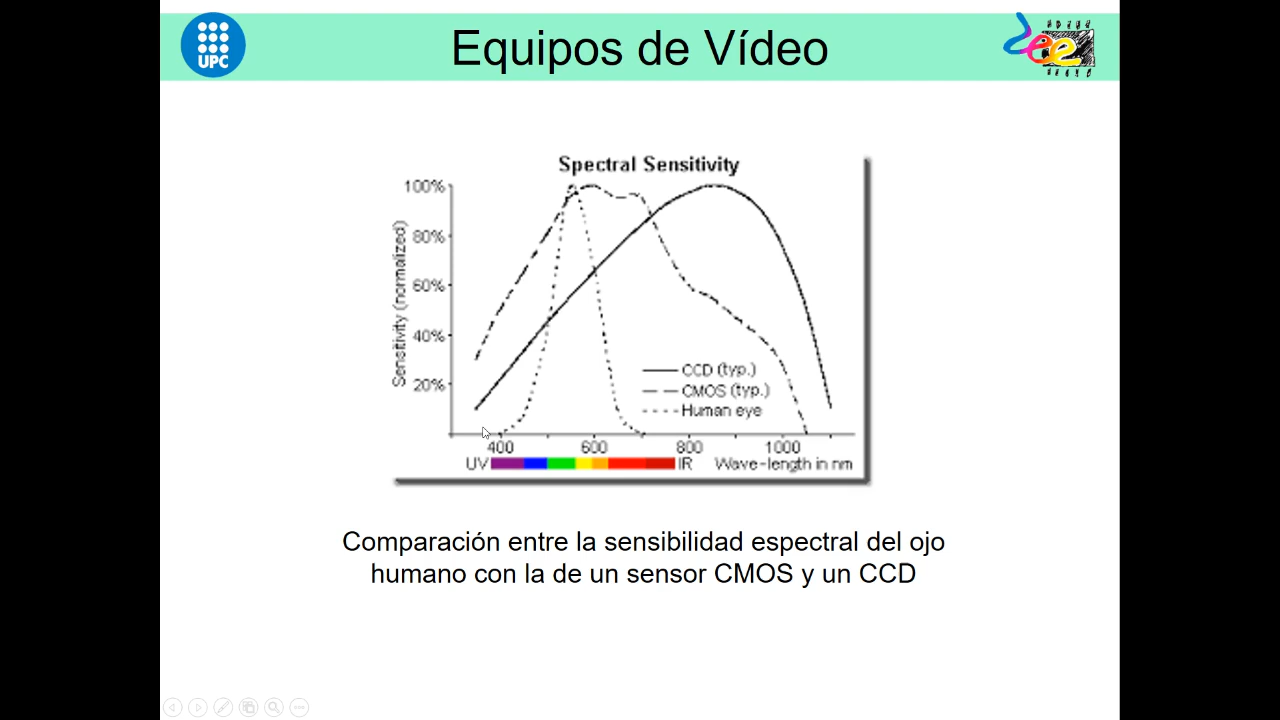 UPC
Equipos de Vídeo
Spectral Sensitivity
Sensitivity (normalized)
100%
80%
60%
40%
20%
CCD (typ.)
CMOS (typ.)
Human eye
400 600 800 1000
UV IR Wave-length in nm
Comparación entre la sensibilidad espectral del ojo
humano con la de un sensor CMOS y un CCD